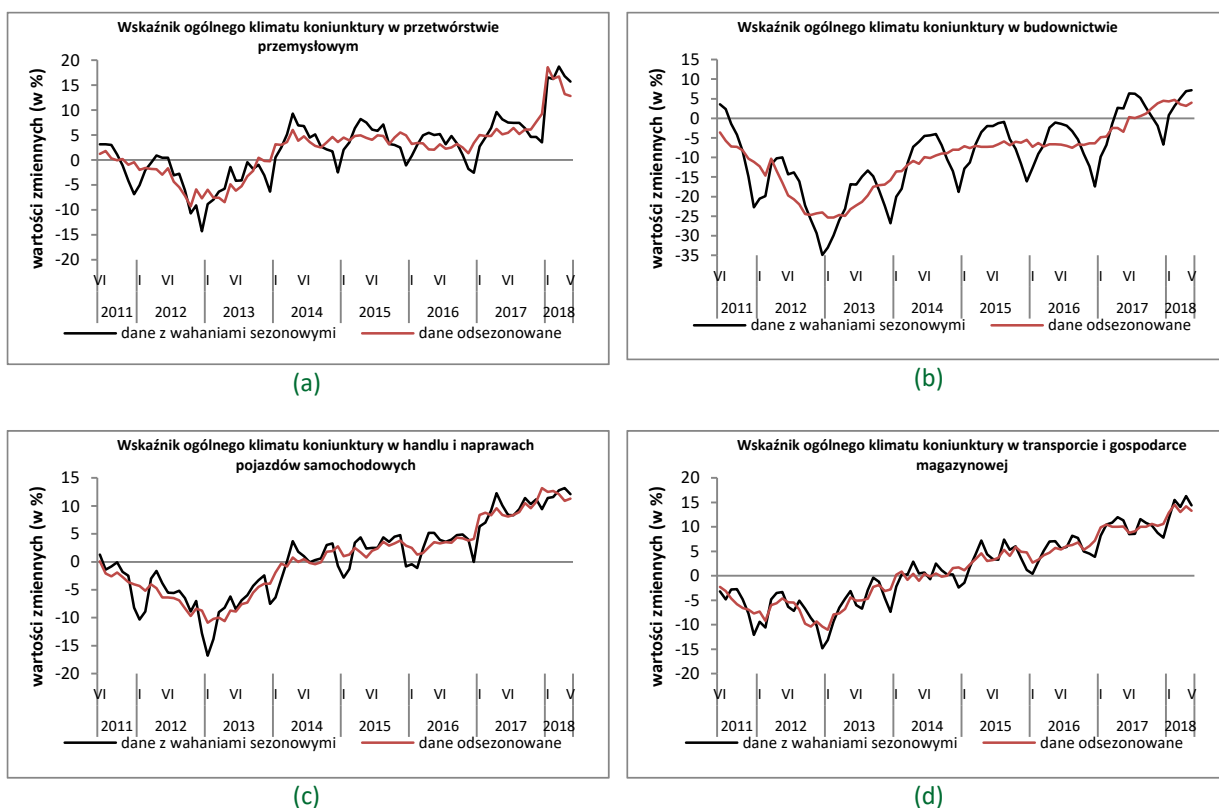 Wskaźnik ogólnego klimatu koniunktury w przetwórstwie
przemysłowym
wartości zmiennych (w %)
20
15
10
5
0
-5
-10
-15
-20
VI I VI I VI I VI I VI I VI I VI I V
2011 2012 2013 2014 2015 2016 2017 2018
dane z wahaniami sezonowymi dane odsezonowane
(a)
Wskaźnik ogólnego klimatu koniunktury w budownictwie
wartości zmiennych (w %)
15
10
5
0
-5
-10
-15
-20
-25
-30
-35
VI I VI I VI I VI I VI I VI I VI I V
2011 2012 2013 2014 2015 2016 2017 2018
dane z wahaniami sezonowymi dane odsezonowane
(b)
Wskaźnik ogólnego klimatu koniunktury w handlu i naprawach
pojazdów samochodowych
wartości zmiennych (w %)
15
10
5
0
-5
-10
-15
-20
VI I VI I VI I VI I VI I VI I VI I V
2011 2012 2013 2014 2015 2016 2017 2018
dane z wahaniami sezonowymi dane odsezonowane
(c)
Wskaźnik ogólnego klimatu koniunktury w transporcie i gospodarce
magazynowej
wartości zmiennych (w %)
20
15
10
5
0
-5
-10
-15
-20
VI I VI I VI I VI I VI I VI I VI I V
2011 2012 2013 2014 2015 2016 2017 2018
dane z wahaniami sezonowymi dane odsezonowane
(d)